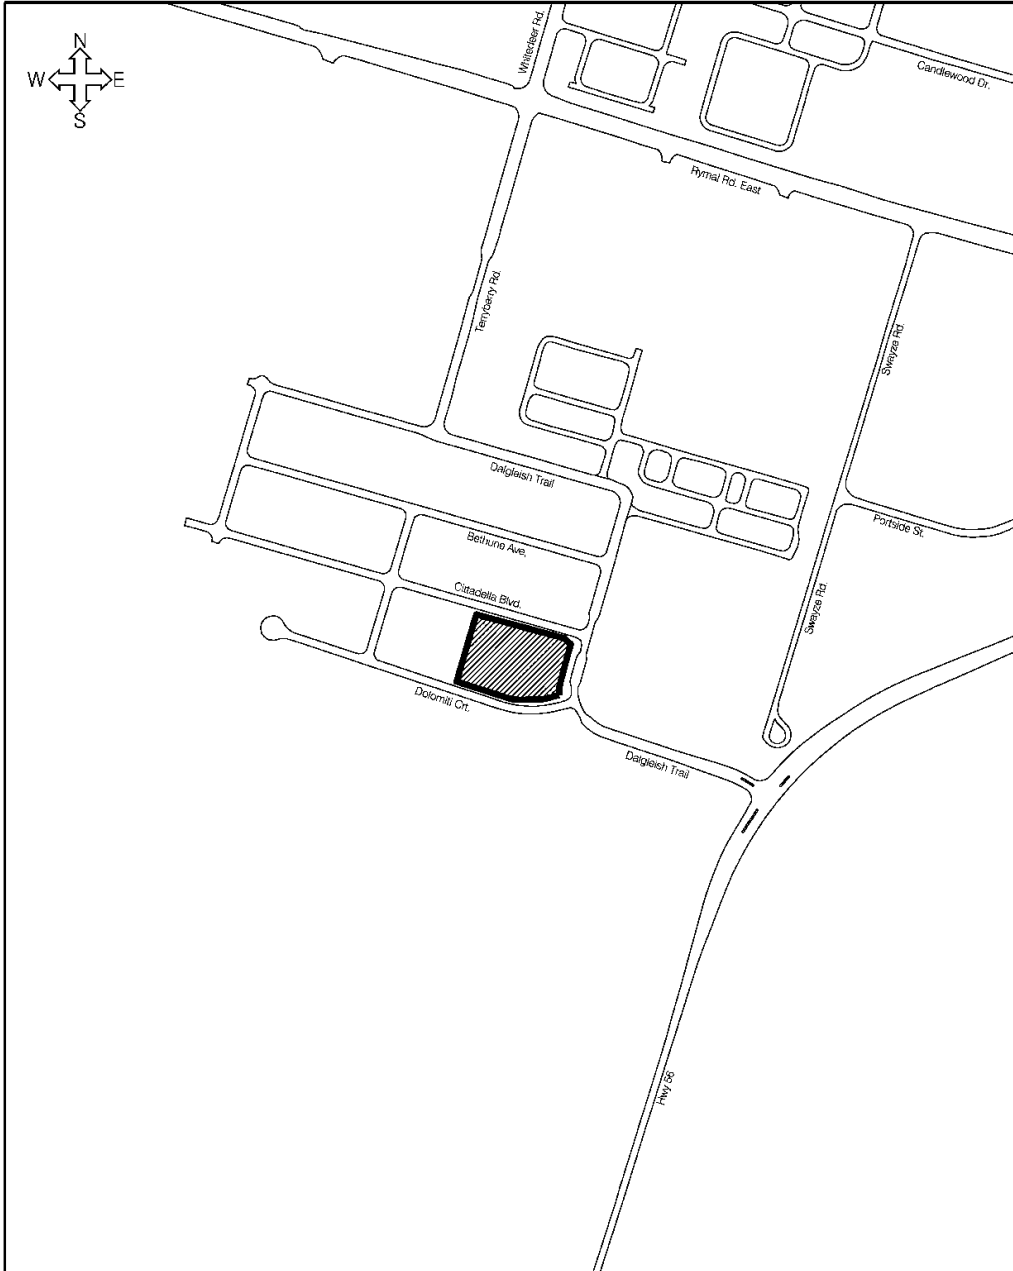 Whitedeer Rd.
N
W E
S
Candlewood Dr.
Rymal Rd. East
Terryberry Rd.
Swayze Rd.
Dalgleish Trail
Portside St.
Bethune Ave.
Cittadella Blvd.
Swayze Rd.
Dolomiti Crt.
Dalgleish Trail
Hwy 56